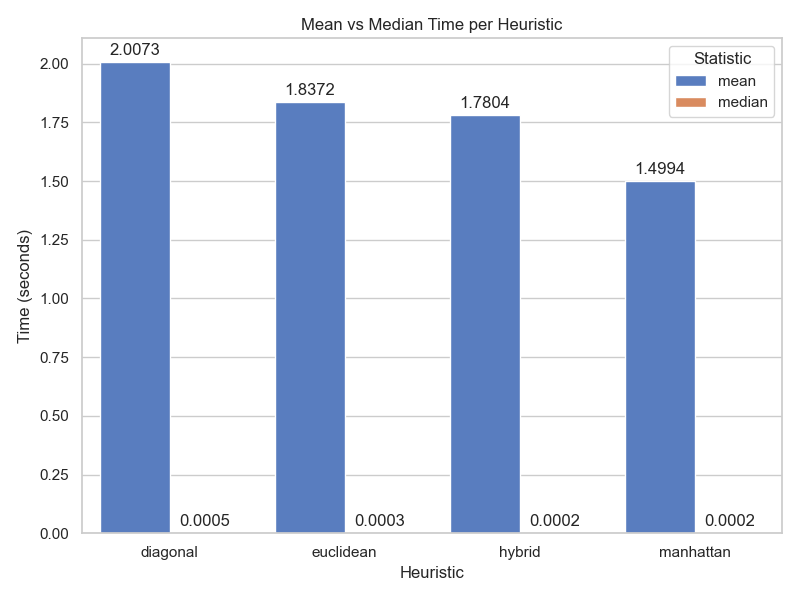 Mean vs Median Time per Heuristic
Time (seconds)
2.00
1.75
1.50
1.25
1.00
0.75
0.50
0.25
0.00
2.0073
0.0005
1.8372
0.0003
1.7804
0.0002
1.4994
0.0002
Statistic
mean
median
diagonal
euclidean
hybrid
manhattan
Heuristic